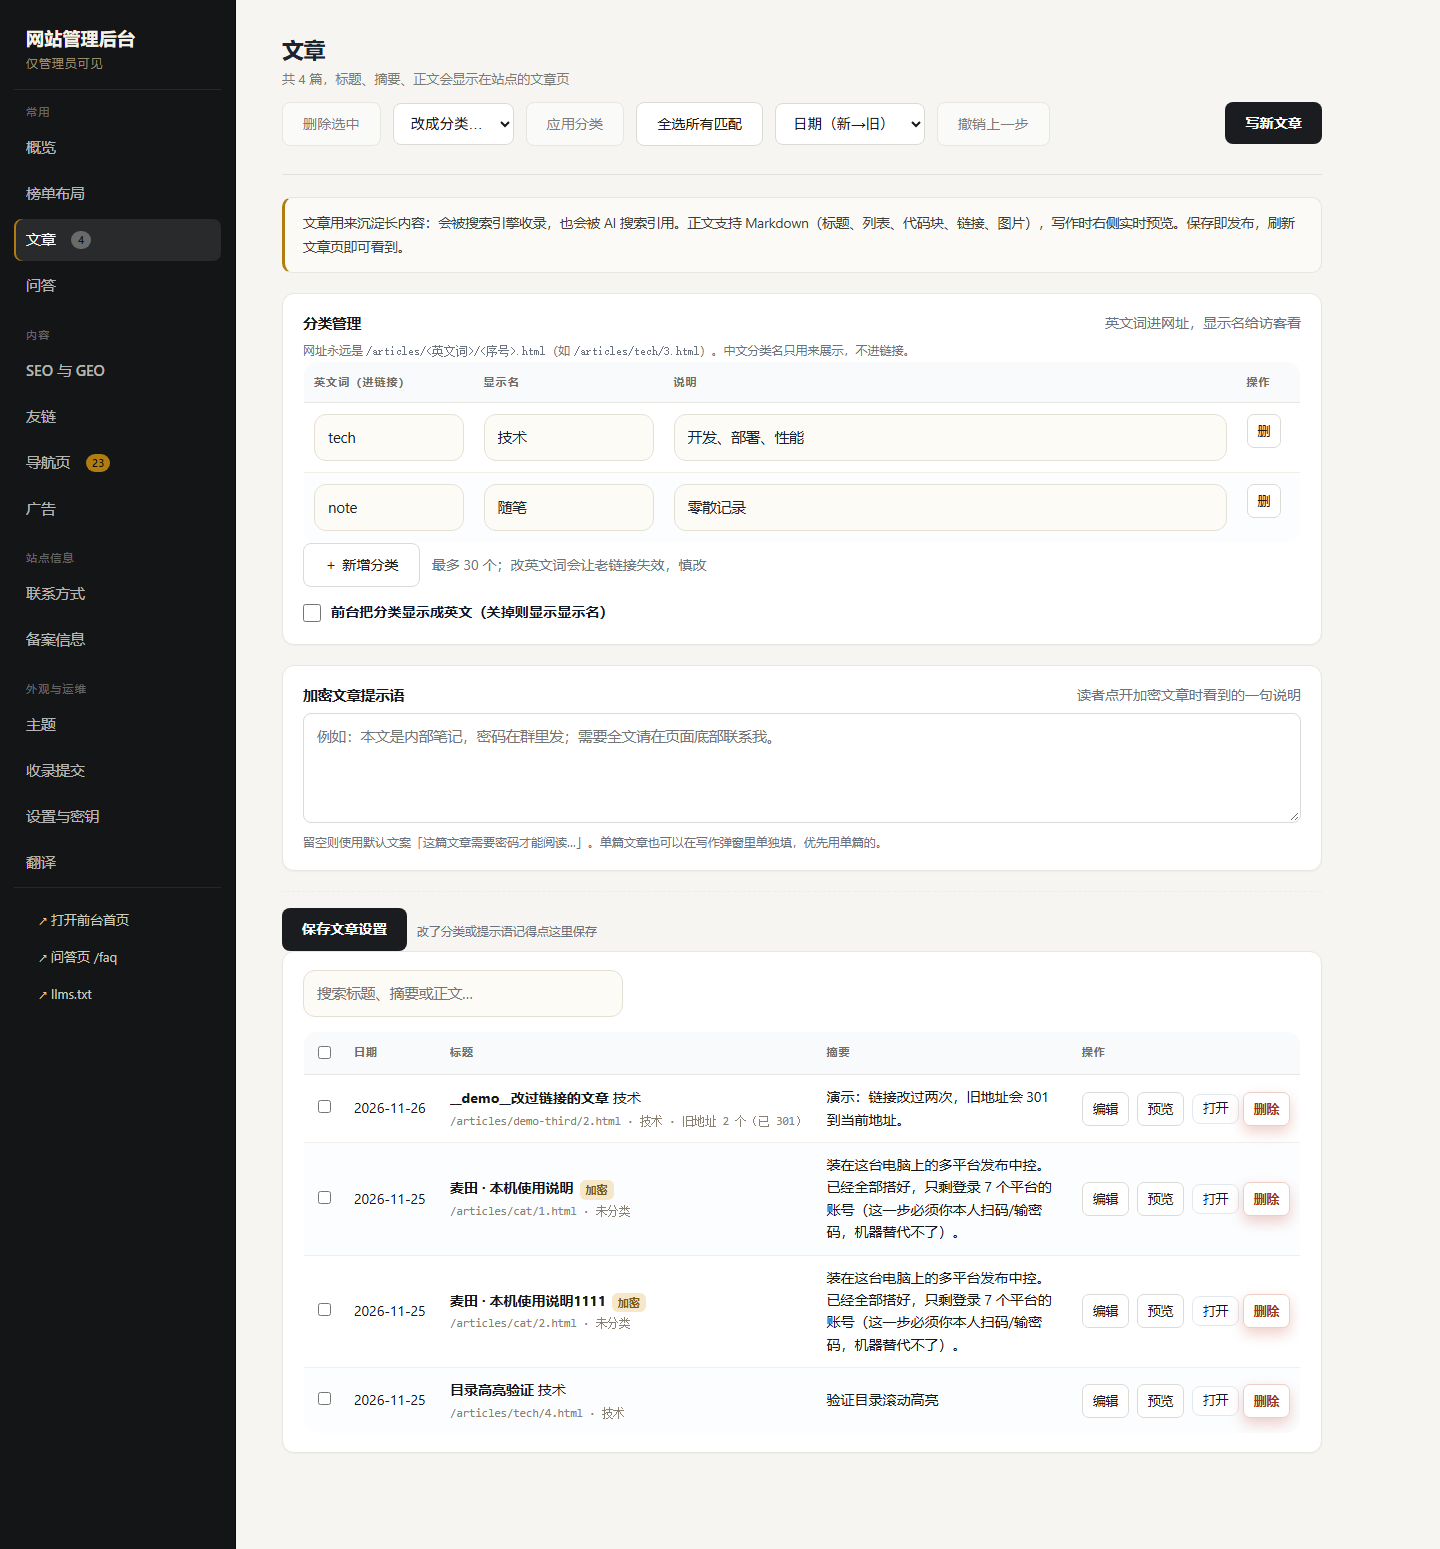 网站管理后台
仅管理员可见
常用
概览
榜单布局
文章 4
问答
内容
SEO 与 GEO
友链
导航页 23
广告
站点信息
联系方式
备案信息
外观与运维
主题
收录提交
设置与密钥
翻译
↗ 打开前台首页
↗ 问答页 /faq
↗ llms.txt
文章
共 4 篇，标题、摘要、正文会显示在站点的文章页
删除选中 改成分类... 应用分类 全选所有匹配 日期（新→旧） 撤销上一步 写新文章
文章用来沉淀长内容：会被搜索引擎收录，也会被 AI 搜索引用。正文支持 Markdown（标题、列表、代码块、链接、图片），写作时右侧实时预览。保存即发布，刷新
文章页即可看到。
分类管理 英文词进网址，显示名给访客看
网址永远是 /articles/<英文词>/<序号>.html（如 /articles/tech/3.html）。中文分类名只用来展示，不进链接。
英文词（进链接） 显示名 说明 操作
tech 技术 开发、部署、性能 删
note 随笔 零散记录 删
+ 新增分类 最多 30 个；改英文词会让老链接失效，慎改
前台把分类显示成英文（关掉则显示显示名）
加密文章提示语 读者点开加密文章时看到的一句说明
例如：本文是内部笔记，密码在群里发；需要全文请在页面底部联系我。
留空则使用默认文案「这篇文章需要密码才能阅读...」。单篇文章也可以在写作弹窗里单独填，优先用单篇的。
保存文章设置 改了分类或提示语记得点这里保存
搜索标题、摘要或正文...
日期 标题 摘要 操作
2026-11-26 __demo__改过链接的文章 技术
/articles/demo-third/2.html · 技术 · 旧地址 2 个（已 301）
演示：链接改过两次，旧地址会 301
到当前地址。
编辑 预览 打开 删除
2026-11-25 麦田 · 本机使用说明 加密
/articles/cat/1.html · 未分类
装在这台电脑上的多平台发布中控。
已经全部搭好，只剩登录 7 个平台的
账号（这一步必须你本人扫码/输密
码，机器替代不了）。
编辑 预览 打开 删除
2026-11-25 麦田 · 本机使用说明1111 加密
/articles/cat/2.html · 未分类
装在这台电脑上的多平台发布中控。
已经全部搭好，只剩登录 7 个平台的
账号（这一步必须你本人扫码/输密
码，机器替代不了）。
编辑 预览 打开 删除
2026-11-25 目录高亮验证 技术
/articles/tech/4.html · 技术
验证目录滚动高亮
编辑 预览 打开 删除